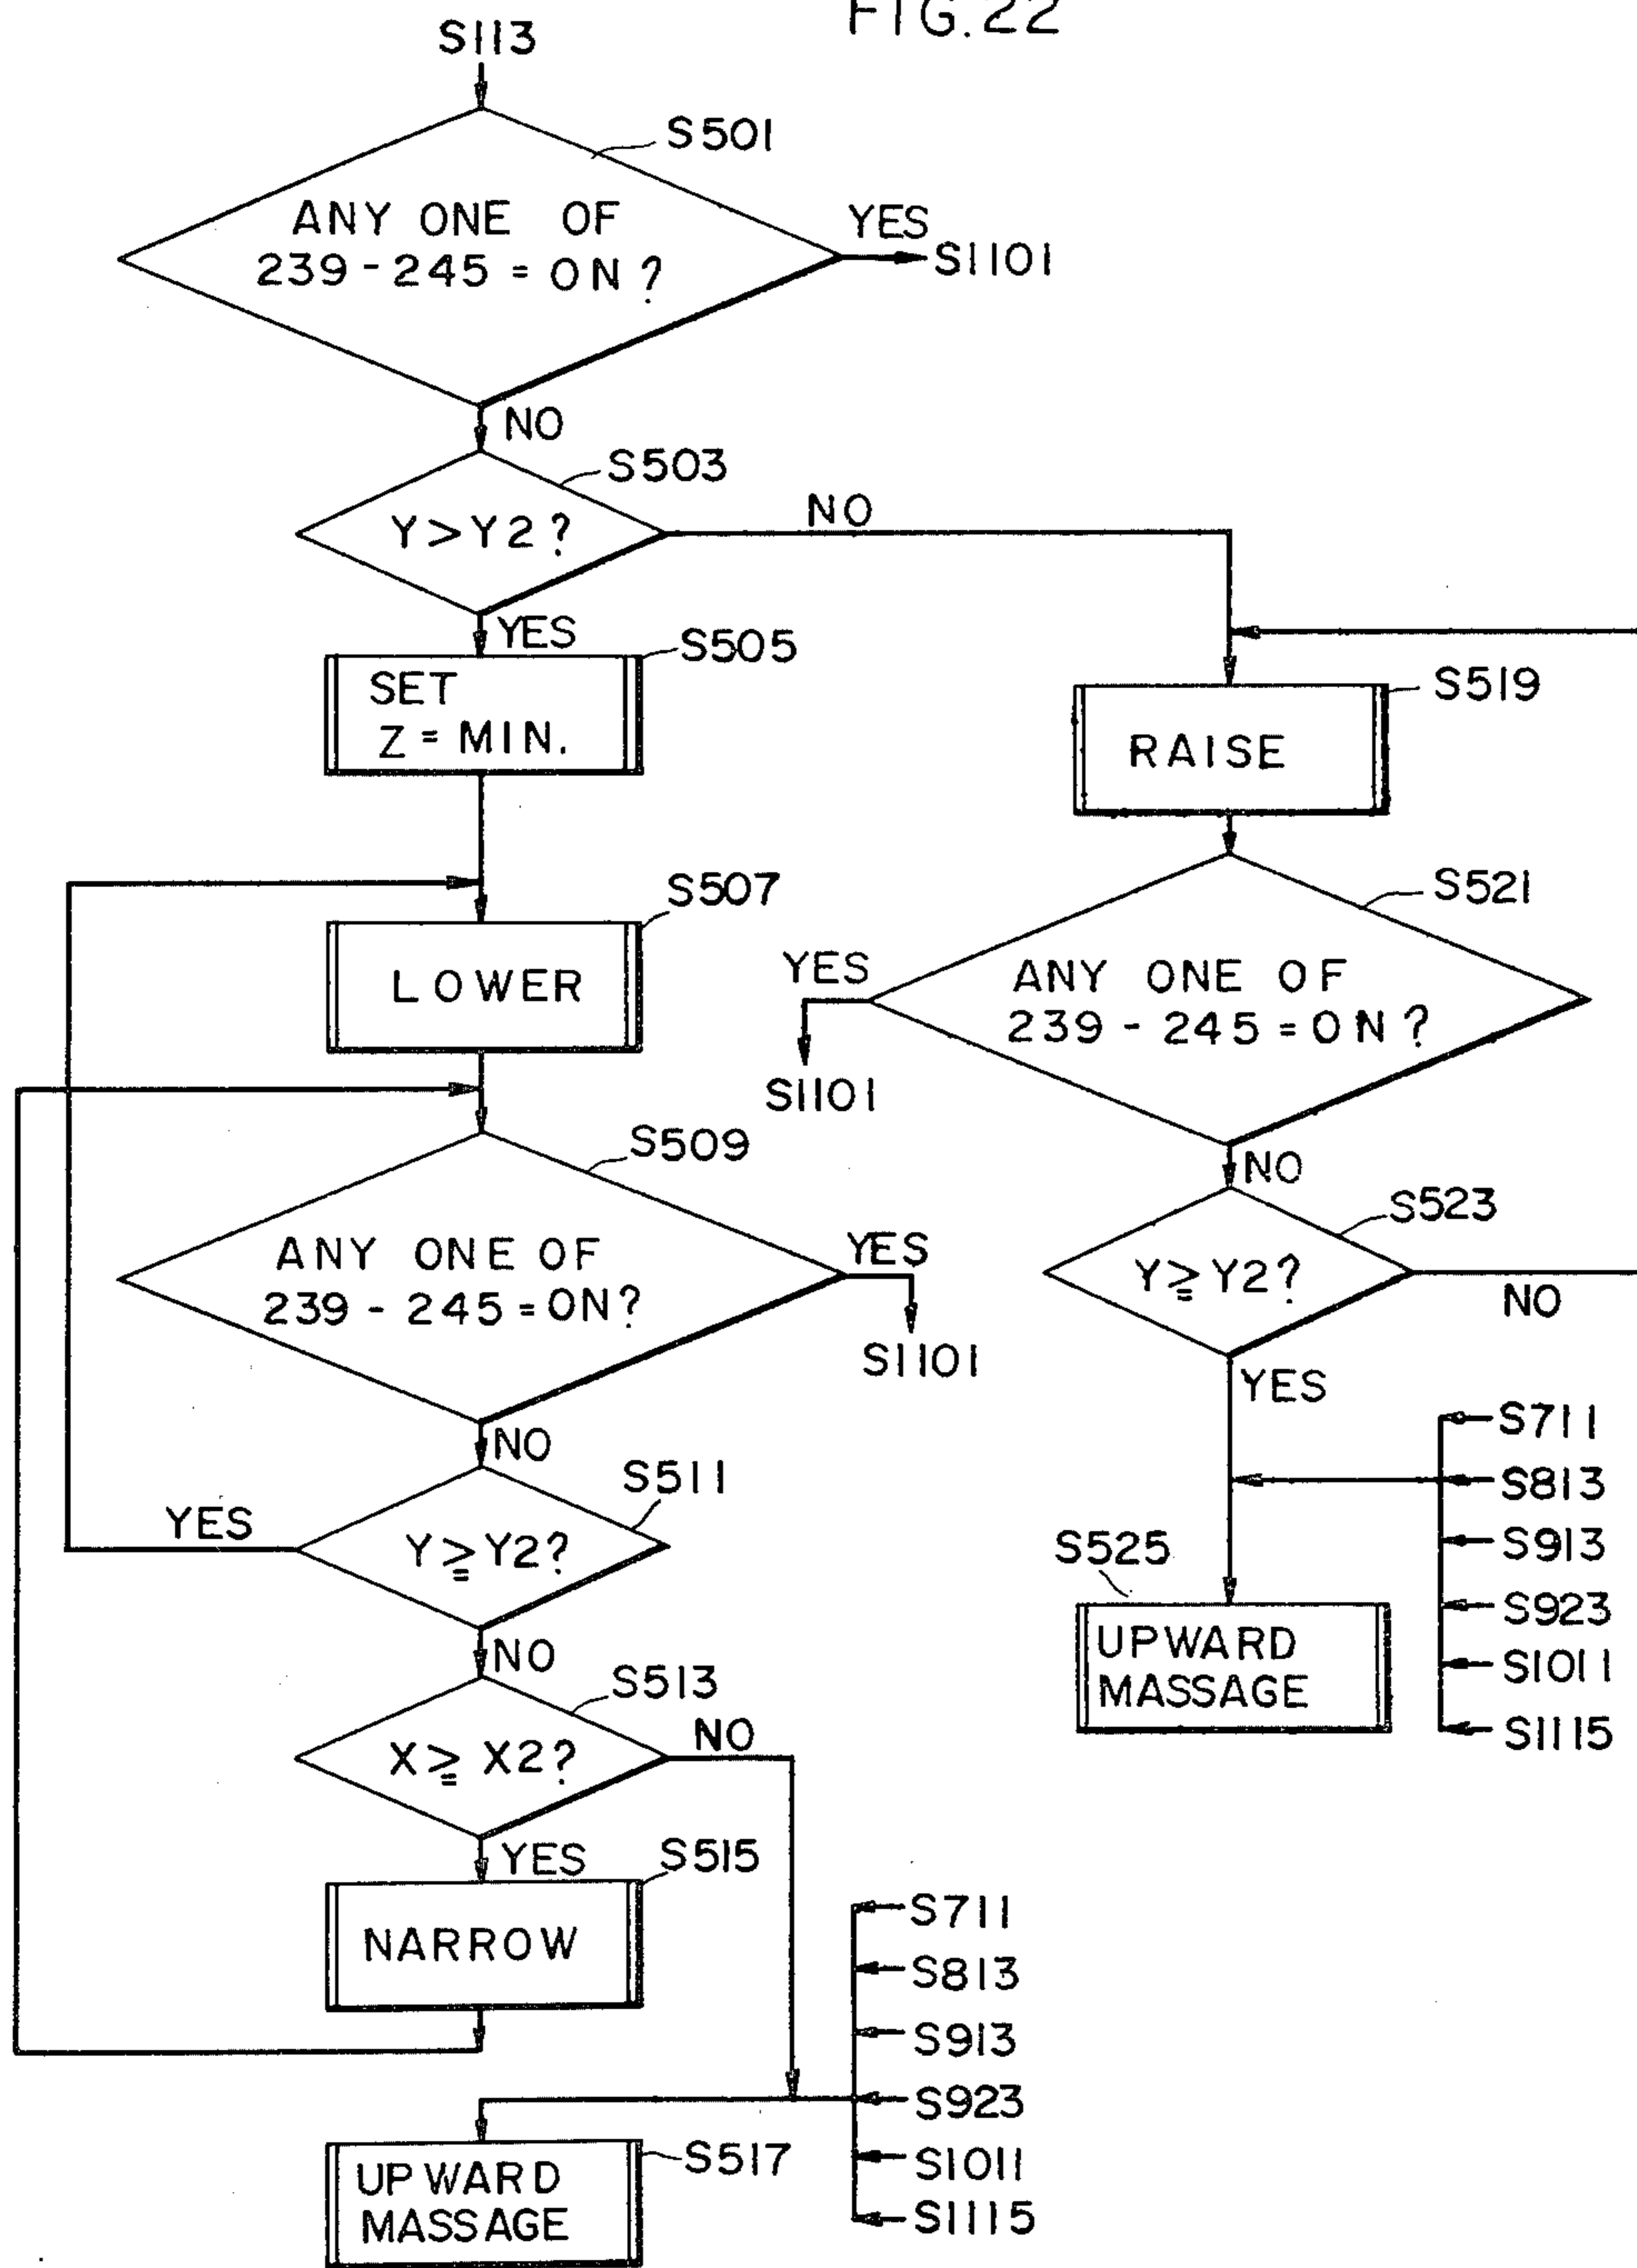 FIG.22
S113
S501
ANY ONE OF
239 - 245 = ON?
YES
S1101
NO
S503
Y > Y2?
NO
YES
S505
SET
Z = MIN.
S507
LOWER
S509
ANY ONE OF
239 - 245 = ON?
YES
S1101
NO
S511
Y ≧ Y2?
YES
NO
S513
X ≧ X2?
NO
YES
S515
NARROW
S711
S813
S913
S923
S1011
S1115
S517
UPWARD
MASSAGE
S519
RAISE
S521
ANY ONE OF
239 - 245 = ON?
YES
S1101
NO
S523
Y ≧ Y2?
NO
YES
S711
S813
S913
S923
S1011
S1115
S525
UPWARD
MASSAGE